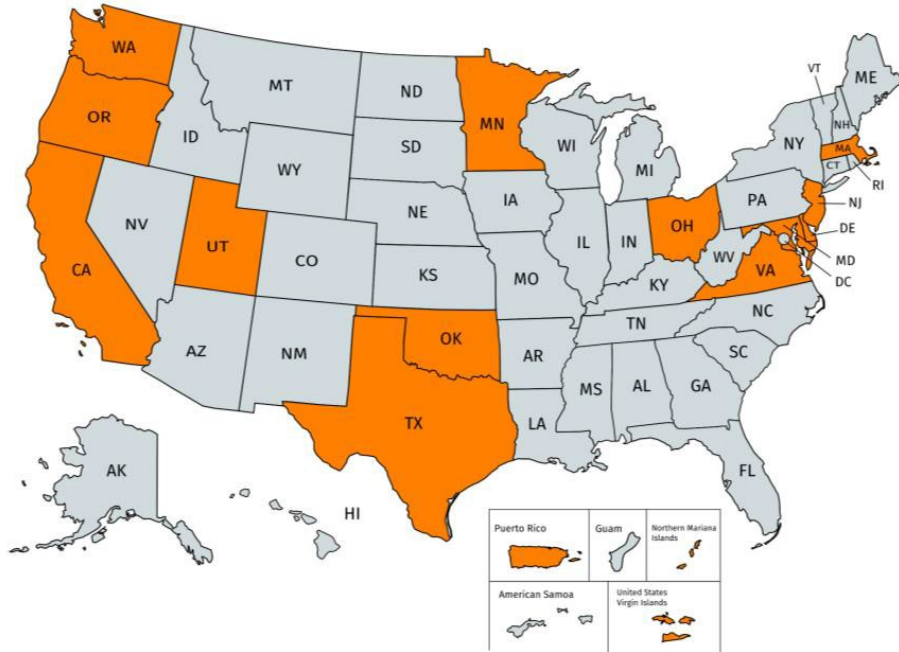 WA
MT
ND
MN
VT
ME
OR
ID
SD
WI
NY
NH
MA
WY
MI
CT
RI
IA
PA
NJ
NE
NV
UT
IL
IN
OH
DE
CA
CO
WV
MD
KS
MO
VA
DC
KY
NC
TN
OK
AZ
NM
AR
SC
MS
AL
GA
TX
LA
AK
FL
HI
Puerto Rico
Guam
Northern Mariana
Islands
American Samoa
United States
Virgin Islands